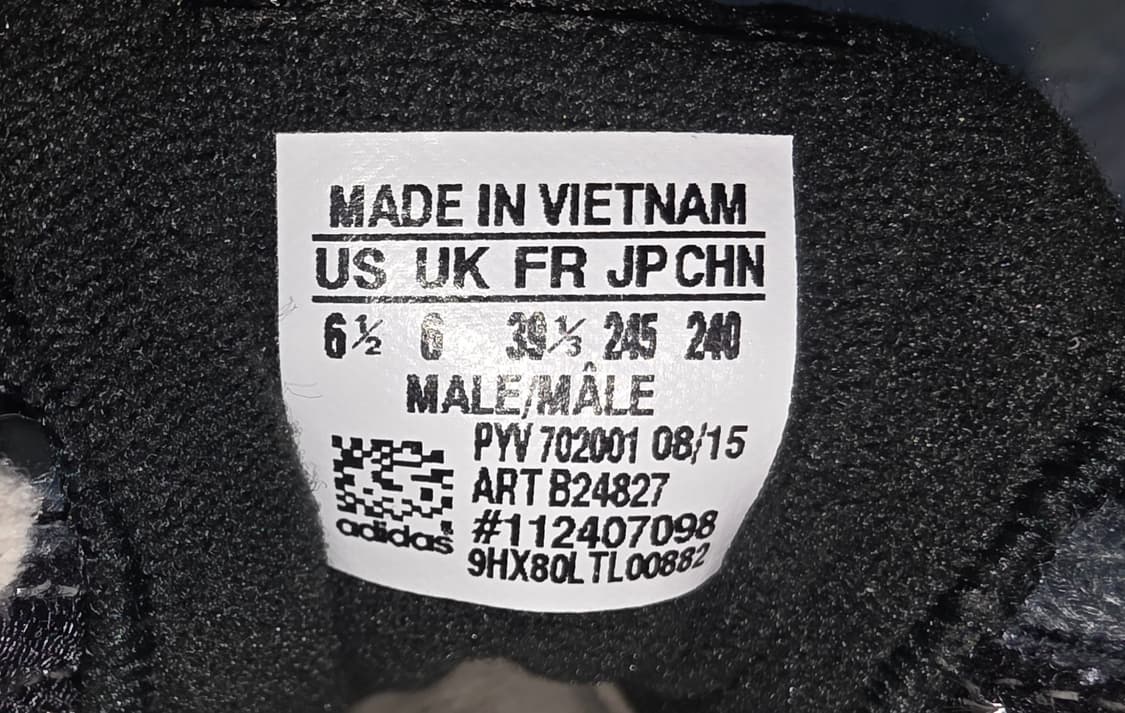 MADE IN VIETNAM
US UK FR JP CHN
6½ 6 39⅓ 245 240
MALE/MÂLE
PYV 702001 08/15
ART B24827
#112407098
adidas®
9HX80LTL00882